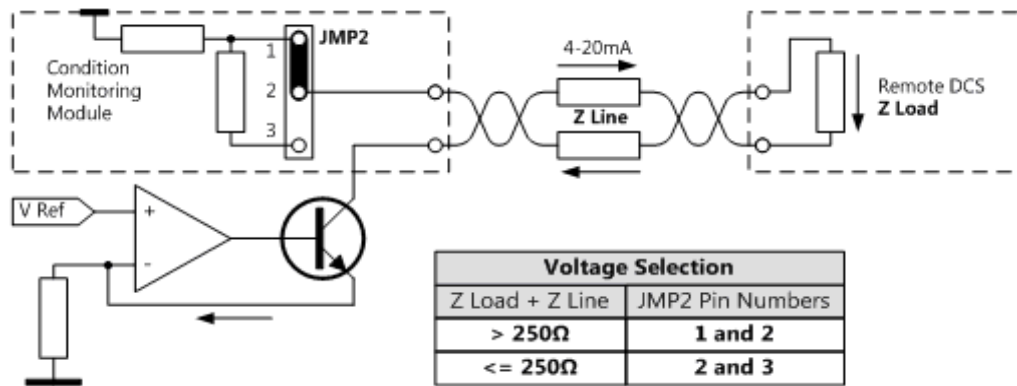 JMP2
1
2
3
Condition
Monitoring
Module
4-20mA
Z Line
Remote DCS
Z Load
V Ref
+
-
Voltage Selection
Z Load + Z Line JMP2 Pin Numbers
> 250Ω 1 and 2
<= 250Ω 2 and 3